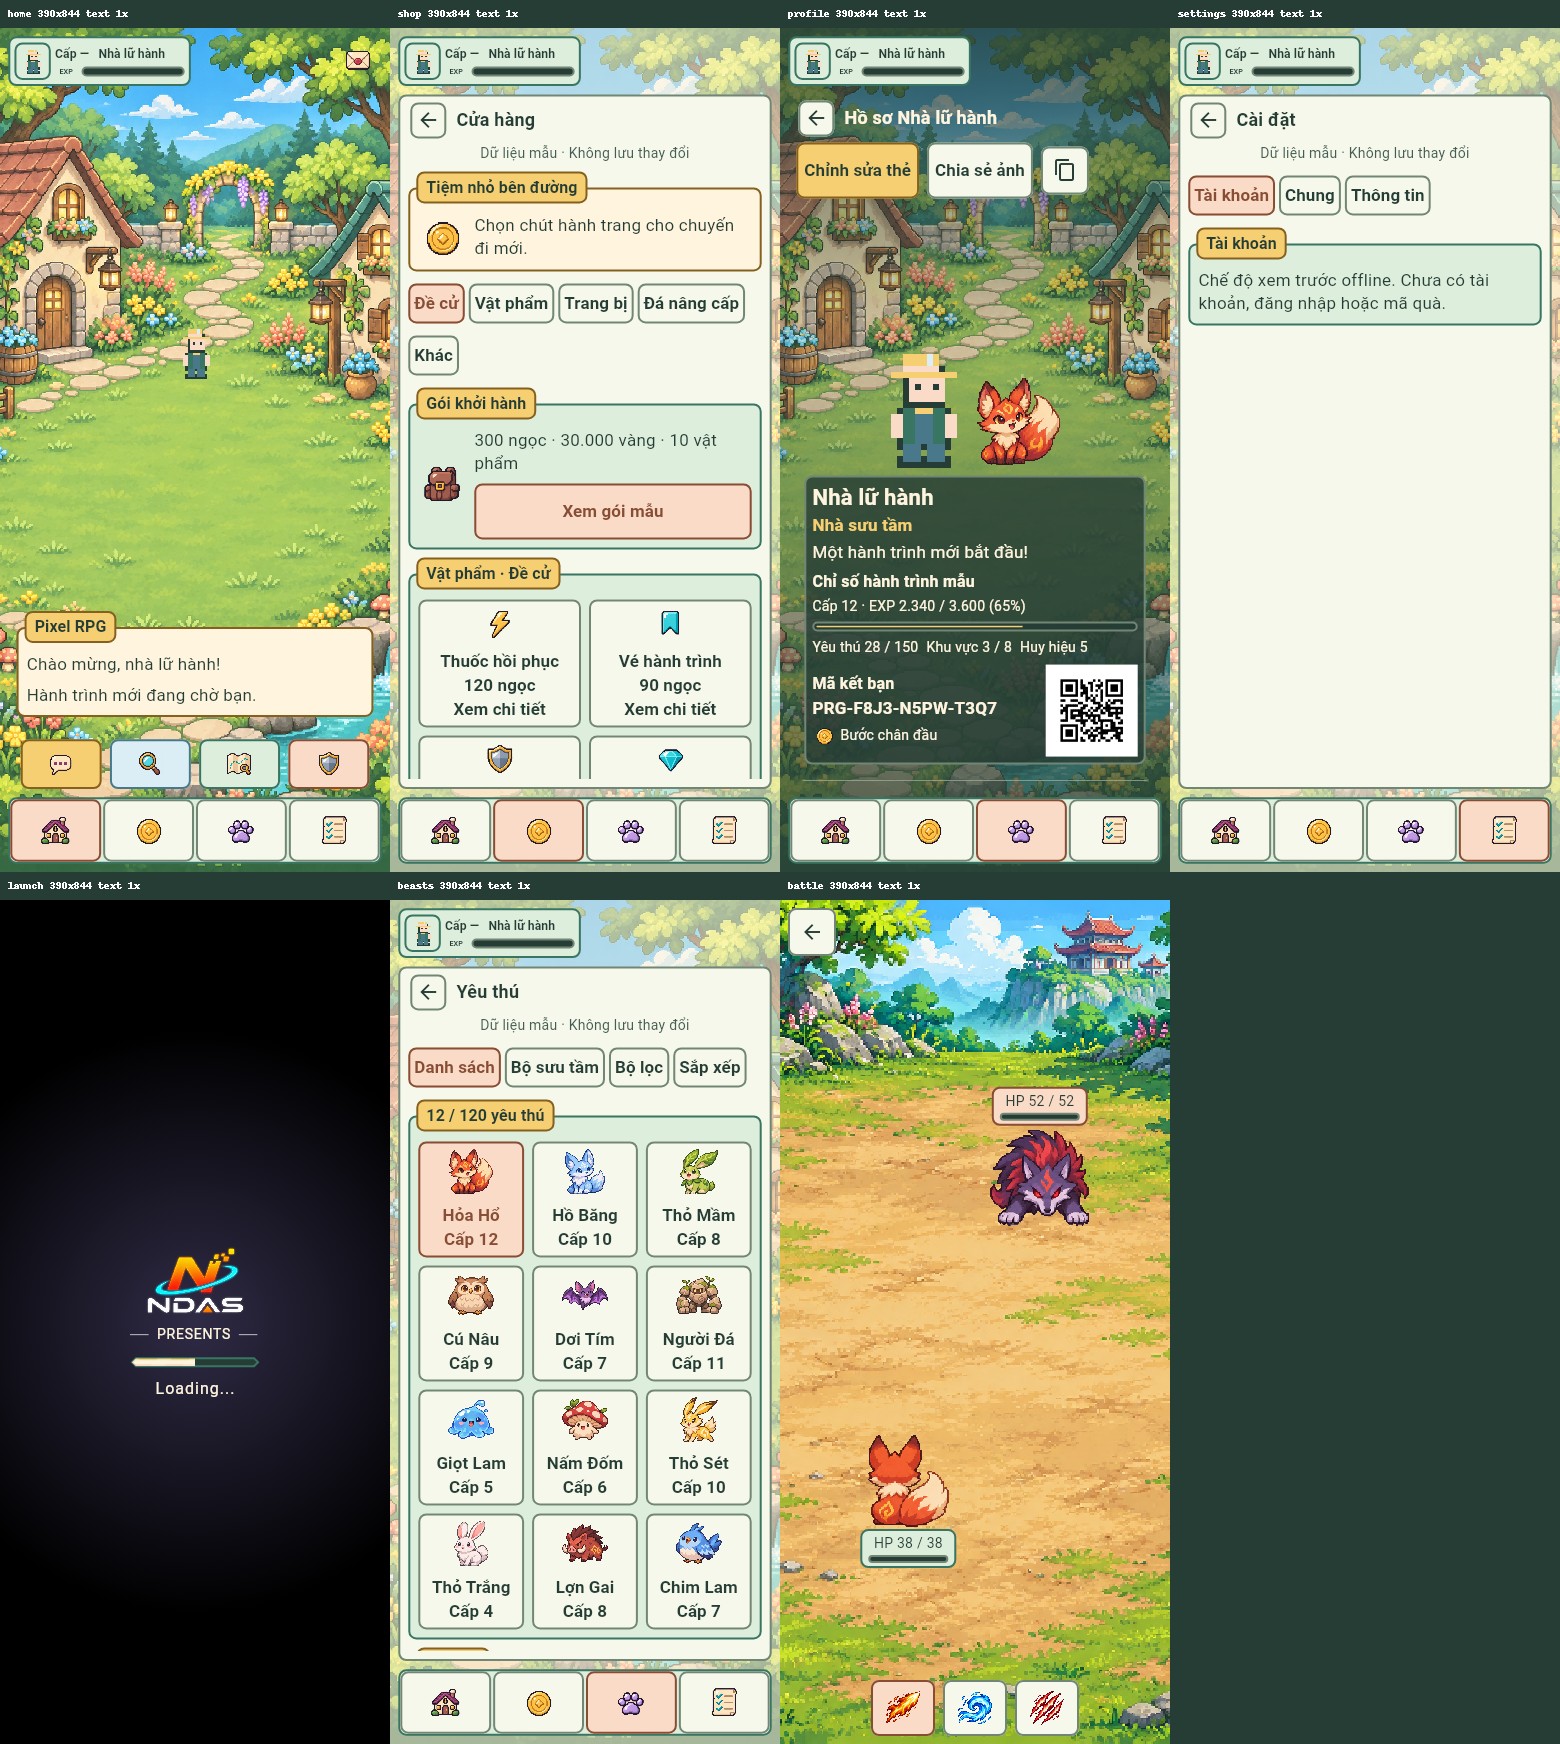 home 390x844 text 1x
Cấp — Nhà lữ hành
EXP
Pixel RPG
Chào mừng, nhà lữ hành!
Hành trình mới đang chờ bạn.
shop 390x844 text 1x
Cấp — Nhà lữ hành
EXP
Cửa hàng
Dữ liệu mẫu · Không lưu thay đổi
Tiệm nhỏ bên đường
Chọn chút hành trang cho chuyến
đi mới.
Đề cử Vật phẩm Trang bị Đá nâng cấp
Khác
Gói khởi hành
300 ngọc · 30.000 vàng · 10 vật
phẩm
Xem gói mẫu
Vật phẩm · Đề cử
Thuốc hồi phục
120 ngọc
Xem chi tiết
Vé hành trình
90 ngọc
Xem chi tiết
profile 390x844 text 1x
Cấp — Nhà lữ hành
EXP
Hồ sơ Nhà lữ hành
Chỉnh sửa thẻ Chia sẻ ảnh
Nhà lữ hành
Nhà sưu tầm
Một hành trình mới bắt đầu!
Chỉ số hành trình mẫu
Cấp 12 · EXP 2.340 / 3.600 (65%)
Yêu thú 28 / 150 Khu vực 3 / 8 Huy hiệu 5
Mã kết bạn
PRG-F8J3-N5PW-T3Q7
Bước chân đầu
settings 390x844 text 1x
Cấp — Nhà lữ hành
EXP
Cài đặt
Dữ liệu mẫu · Không lưu thay đổi
Tài khoản Chung Thông tin
Tài khoản
Chế độ xem trước offline. Chưa có tài
khoản, đăng nhập hoặc mã quà.
launch 390x844 text 1x
NDAS
PRESENTS
Loading...
beasts 390x844 text 1x
Cấp — Nhà lữ hành
EXP
Yêu thú
Dữ liệu mẫu · Không lưu thay đổi
Danh sách Bộ sưu tầm Bộ lọc Sắp xếp
12 / 120 yêu thú
Hỏa Hồ
Cấp 12
Hồ Băng
Cấp 10
Thỏ Mầm
Cấp 8
Cú Nâu
Cấp 9
Dơi Tím
Cấp 7
Người Đá
Cấp 11
Giọt Lam
Cấp 5
Nấm Đốm
Cấp 6
Thỏ Sét
Cấp 10
Thỏ Trắng
Cấp 4
Lợn Gai
Cấp 8
Chim Lam
Cấp 7
battle 390x844 text 1x
HP 52 / 52
HP 38 / 38